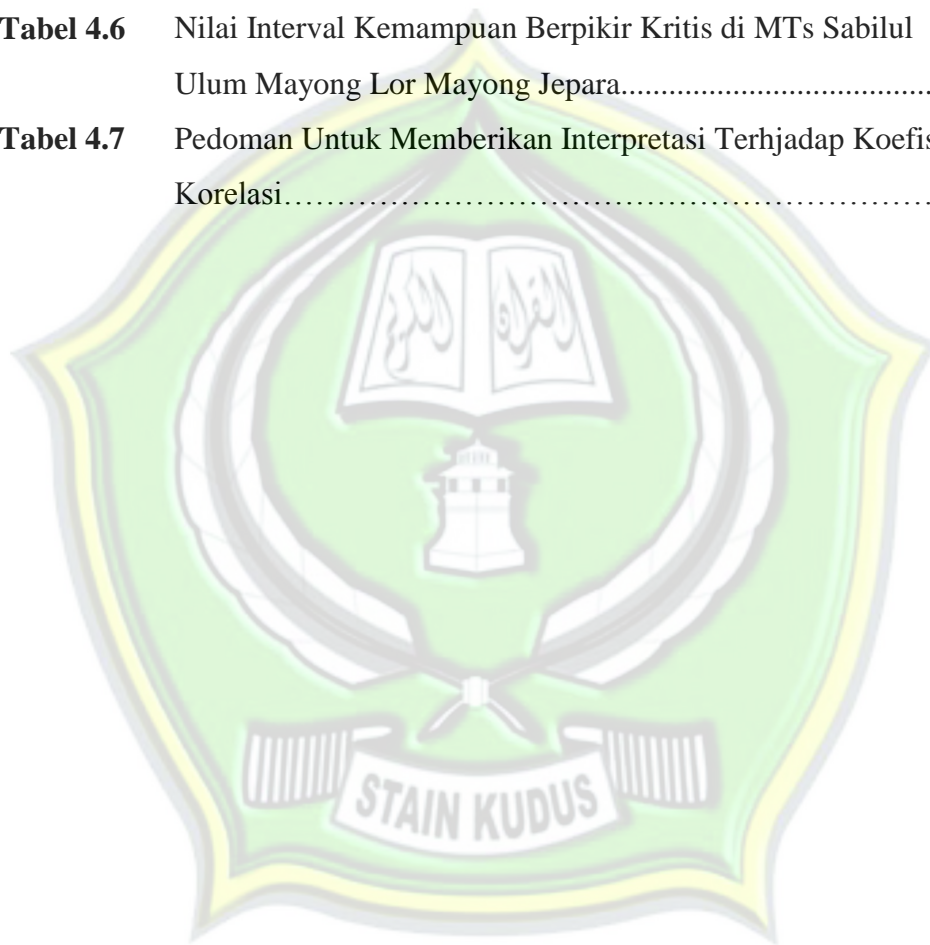 Tabel 4.6 Nilai Interval Kemampuan Berpikir Kritis di MTs Sabilul
Ulum Mayong Lor Mayong Jepara.......................................
Tabel 4.7 Pedoman Untuk Memberikan Interpretasi Terhjadap Koefis
Korelasi…………………………………………………………
STAIN KUDUS